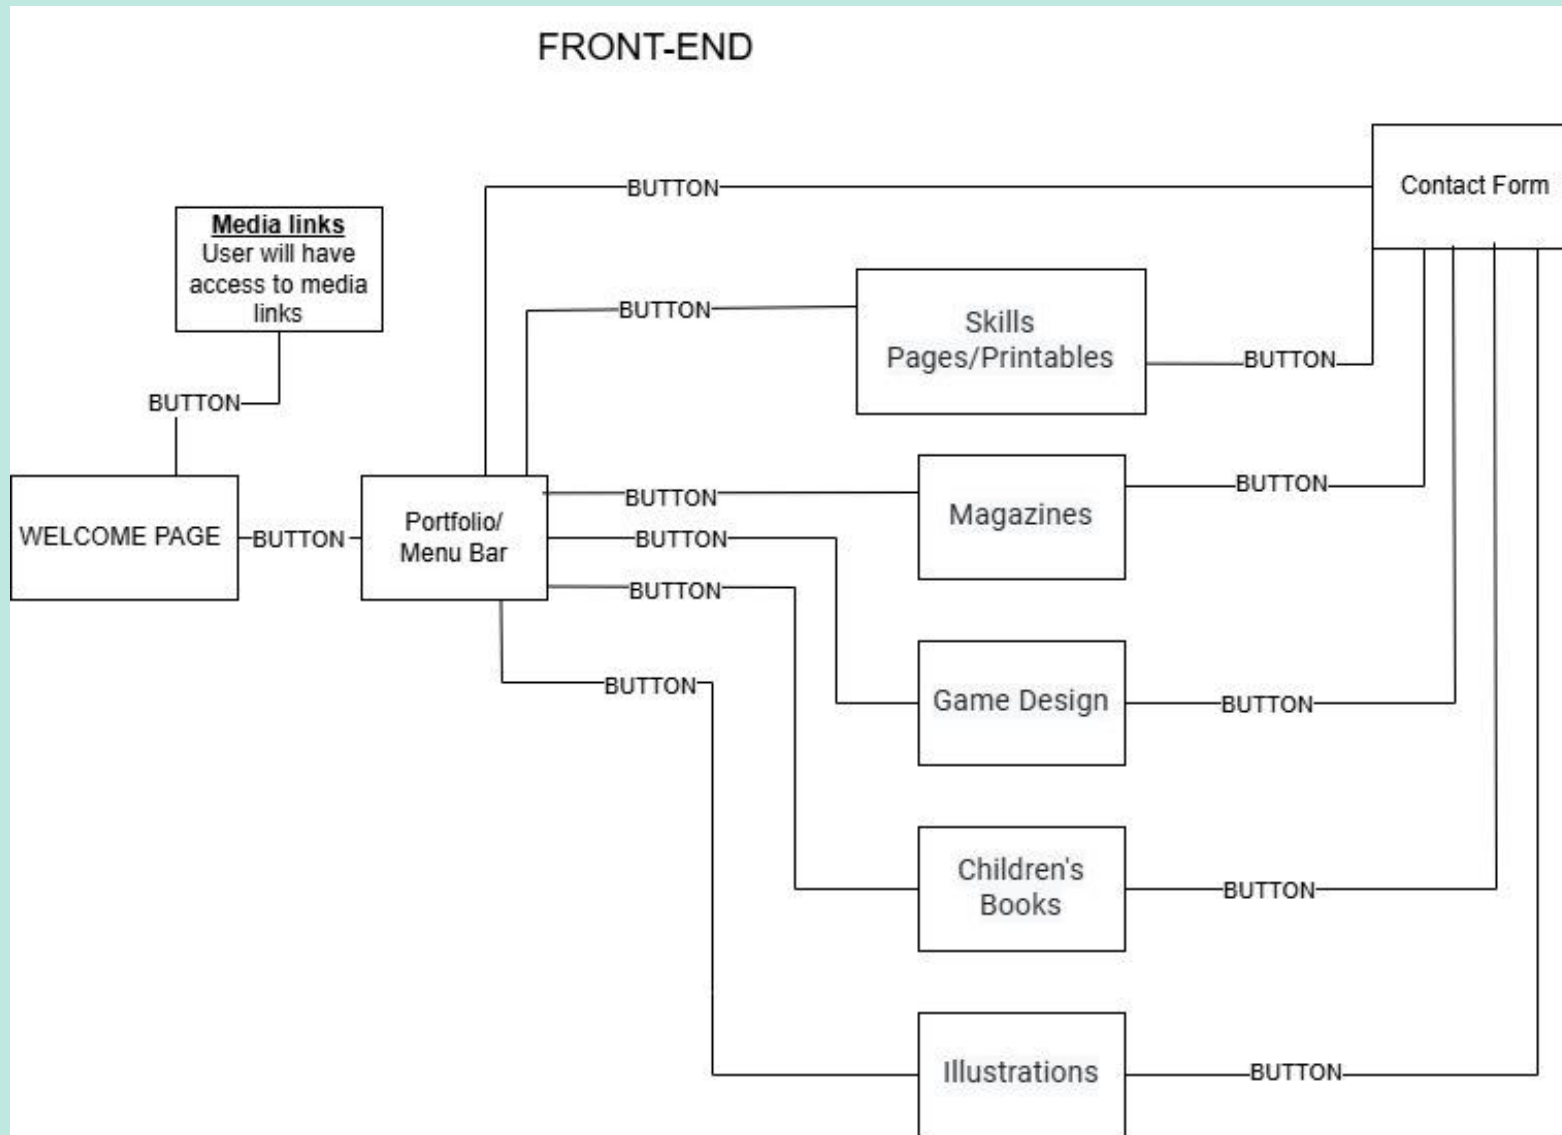 FRONT-END
Contact Form
BUTTON
Media links
User will have
access to media
links
BUTTON
Skills
Pages/Printables
BUTTON
BUTTON
BUTTON
Magazines
BUTTON
WELCOME PAGE
BUTTON
Portfolio/
Menu Bar
BUTTON
BUTTON
BUTTON
Game Design
BUTTON
BUTTON
Children's
Books
BUTTON
Illustrations
BUTTON